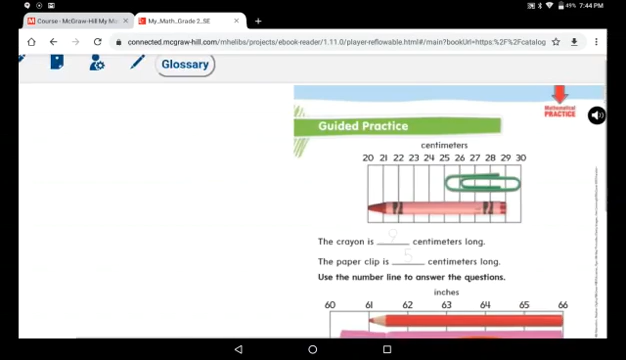 49% 7:44 PM
Course - McGraw-Hill My Ma
My_Math_Grade 2_SE
connected.mcgraw-hill.com/mhelibs/projects/ebook-reader/1.11.0/player-reflowable.html#/main?bookUrl=https:%2F%2Fcatalog
Glossary
Mathematical
PRACTICE
Guided Practice
centimeters
20 21 22 23 24 25 26 27 28 29 30
The crayon is 9 centimeters long.
The paper clip is 5 centimeters long.
Use the number line to answer the questions.
inches
60 61 62 63 64 65 66